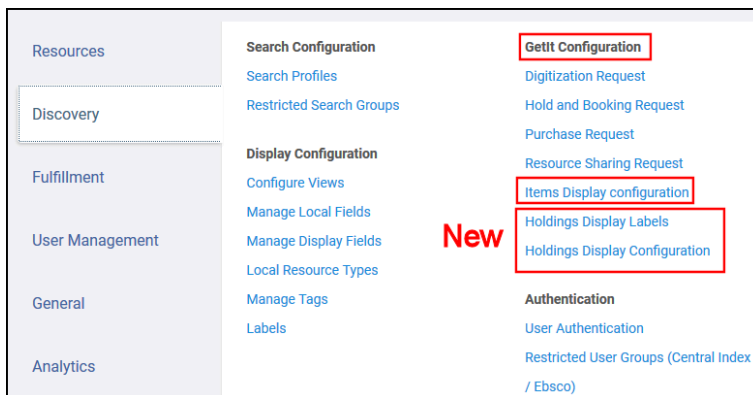 Resources
Discovery
Fulfillment
User Management
General
Analytics
Search Configuration
Search Profiles
Restricted Search Groups
Display Configuration
Configure Views
Manage Local Fields
Manage Display Fields
Local Resource Types
Manage Tags
Labels
GetIt Configuration
Digitization Request
Hold and Booking Request
Purchase Request
Resource Sharing Request
Items Display configuration
New
Holdings Display Labels
Holdings Display Configuration
Authentication
User Authentication
Restricted User Groups (Central Index
/ Ebsco)